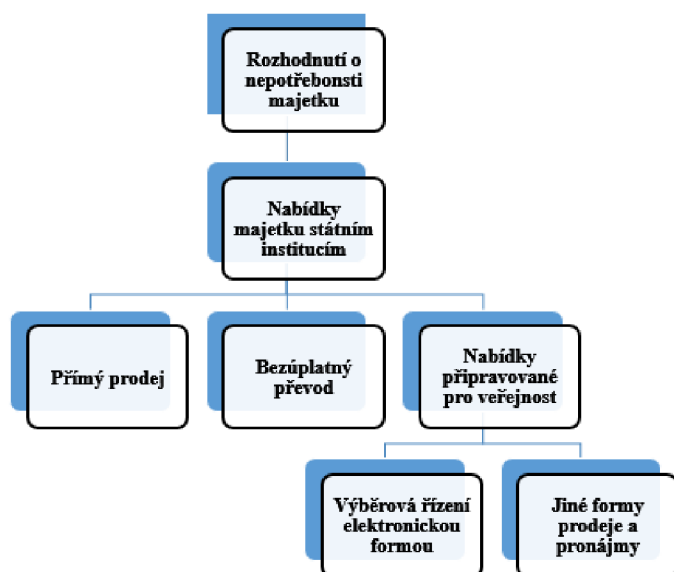 Rozhodnutí o
nepotřebonsti
majetku
Nabídky
majetku státním
institucím
Přímý prodej
Bezúplatný
převod
Nabídky
připravované
pro veřejnost
Výběrová řízení
elektronickou
formou
Jiné formy
prodeje a
pronájmy